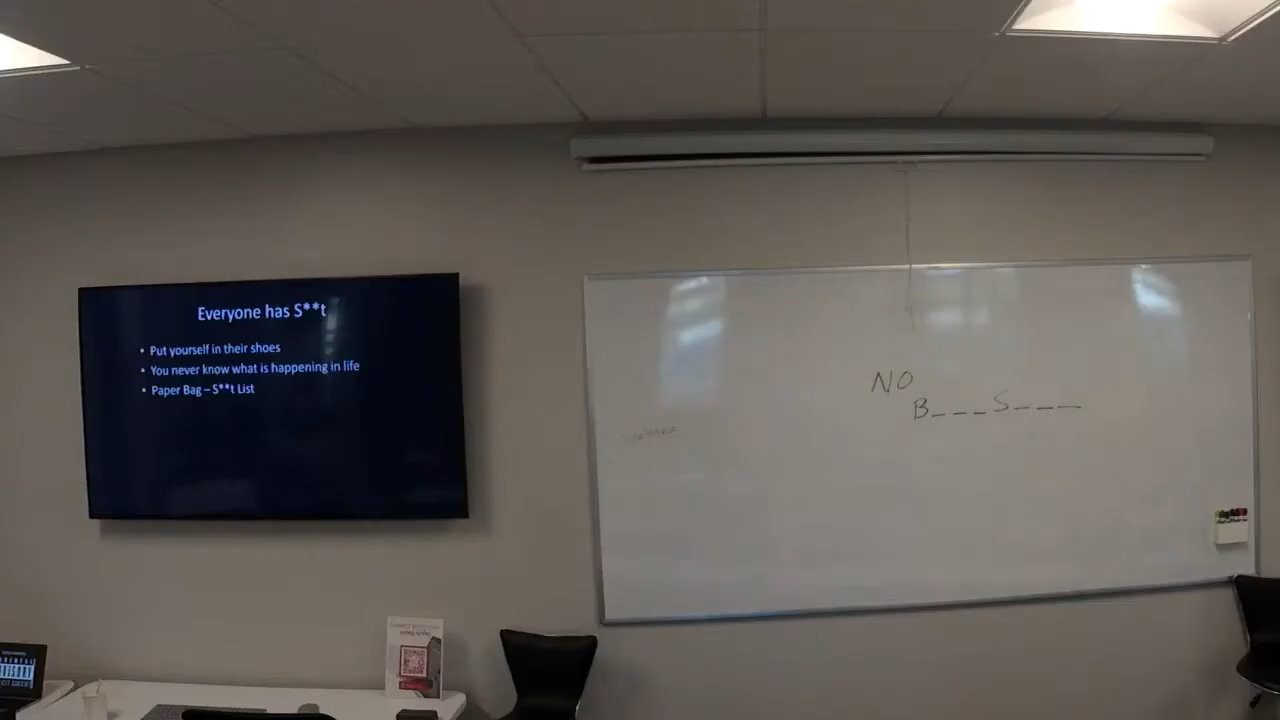 Everyone has S**t
• Put yourself in their shoes
• You never know what is happening in life
• Paper Bag – S**t List
NO
B_ _ _ S_ _ _
ADVISORY